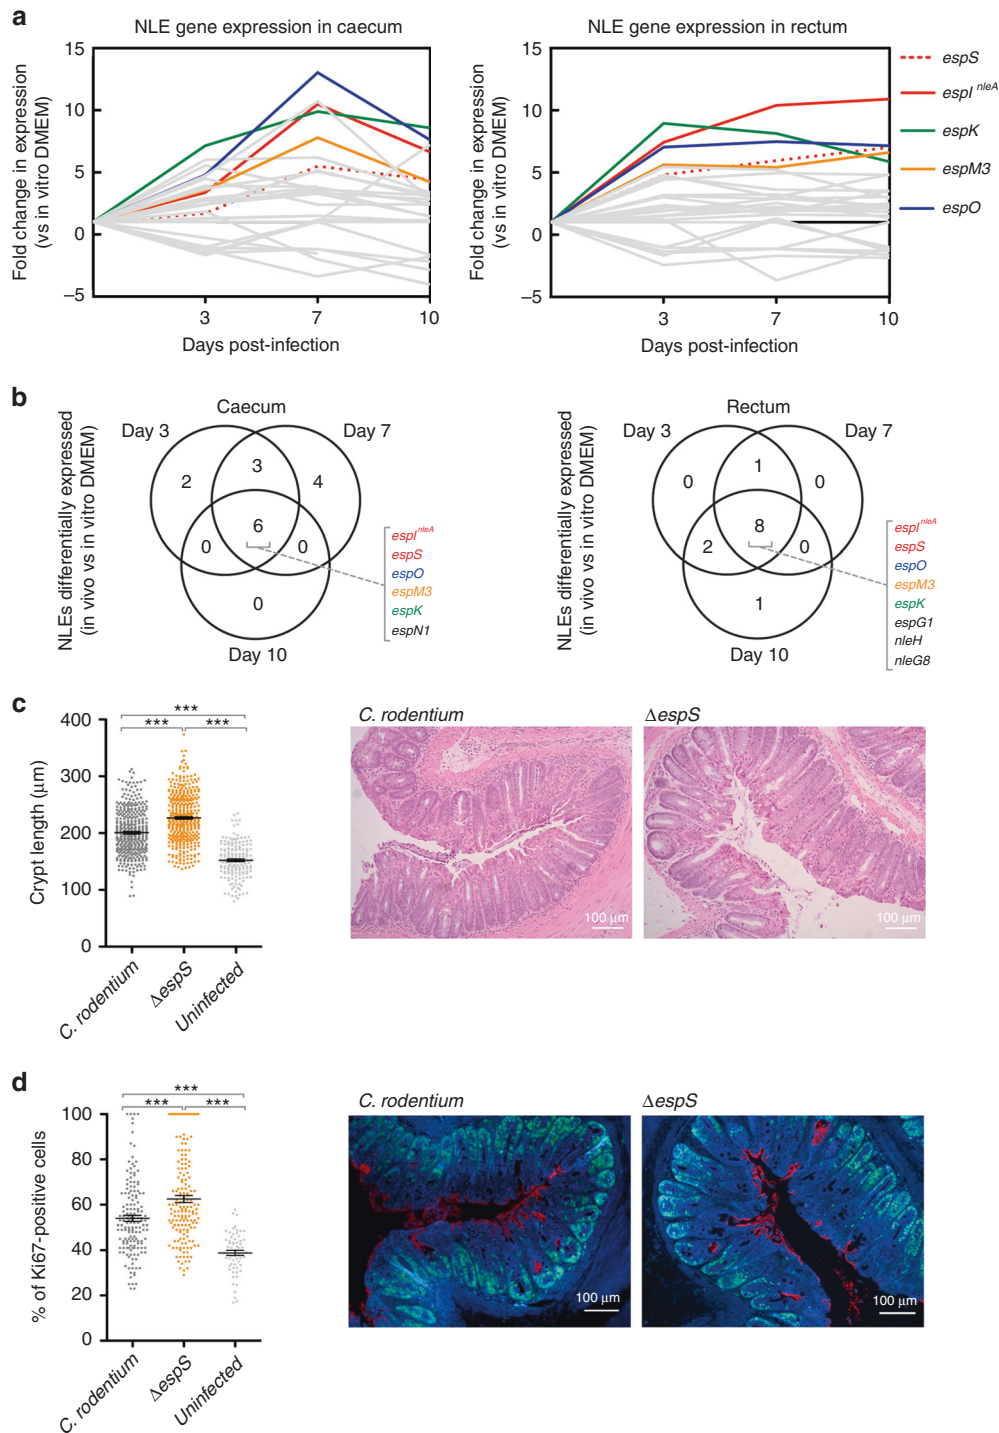 a
NLE gene expression in caecum
NLE gene expression in rectum
Fold change in expression
(vs in vitro DMEM)
15
10
5
0
–5
3
7
10
Days post-infection
Fold change in expression
(vs in vitro DMEM)
15
10
5
0
–5
3
7
10
Days post-infection
espS
espI nleA
espK
espM3
espO
b
NLEs differentially expressed
(in vivo vs in vitro DMEM)
Caecum
Day 3
Day 7
2
3
4
6
0
0
0
Day 10
espI nleA
espS
espO
espM3
espK
espN1
NLEs differentially expressed
(in vivo vs in vitro DMEM)
Rectum
Day 3
Day 7
0
1
0
8
2
0
1
Day 10
espI nleA
espS
espO
espM3
espK
espG1
nleH
nleG8
c
Crypt length (μm)
400
300
200
100
0
***
***
***
C. rodentium
ΔespS
Uninfected
C. rodentium
100 μm
ΔespS
100 μm
d
% of Ki67-positive cells
100
80
60
40
20
0
***
***
***
C. rodentium
ΔespS
Uninfected
C. rodentium
100 μm
ΔespS
100 μm